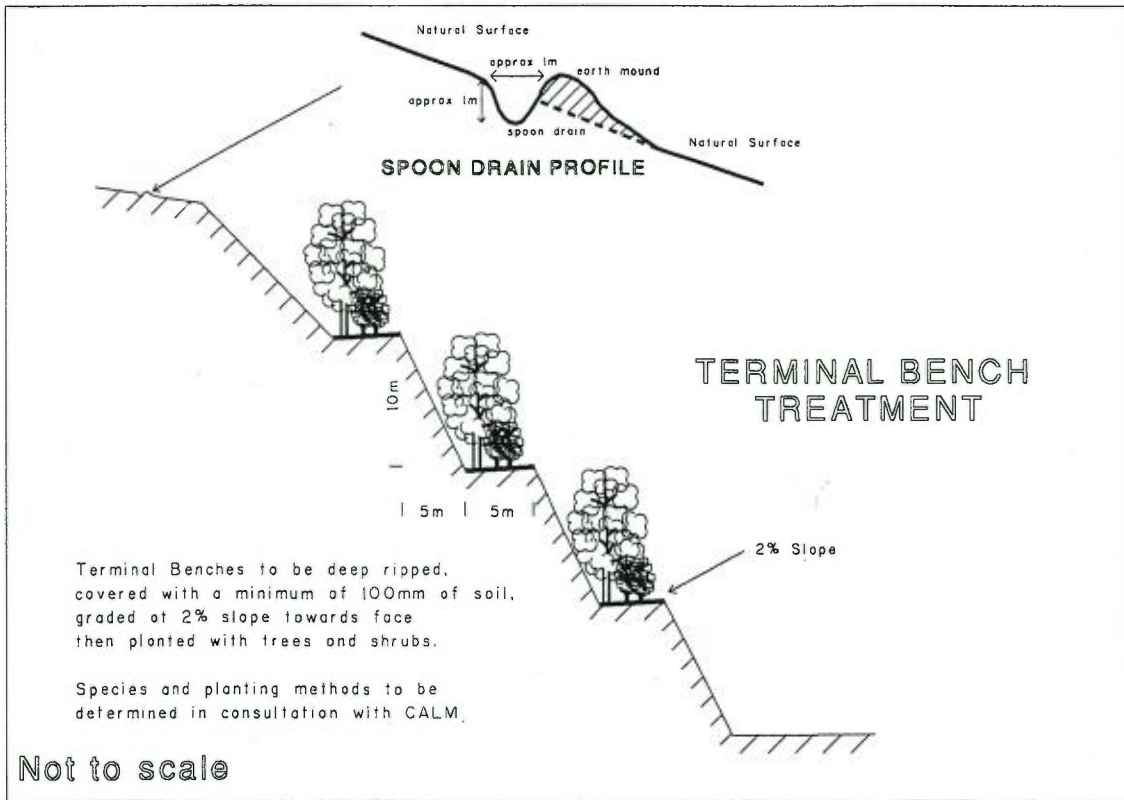 Natural Surface
approx 1m
earth mound
approx 1m
spoon drain
Natural Surface
SPOON DRAIN PROFILE
10m
TERMINAL BENCH
TREATMENT
5m 5m
2% Slope
Terminal Benches to be deep ripped,
covered with a minimum of 100mm of soil,
graded at 2% slope towards face
then planted with trees and shrubs.
Species and planting methods to be
determined in consultation with CALM.
Not to scale